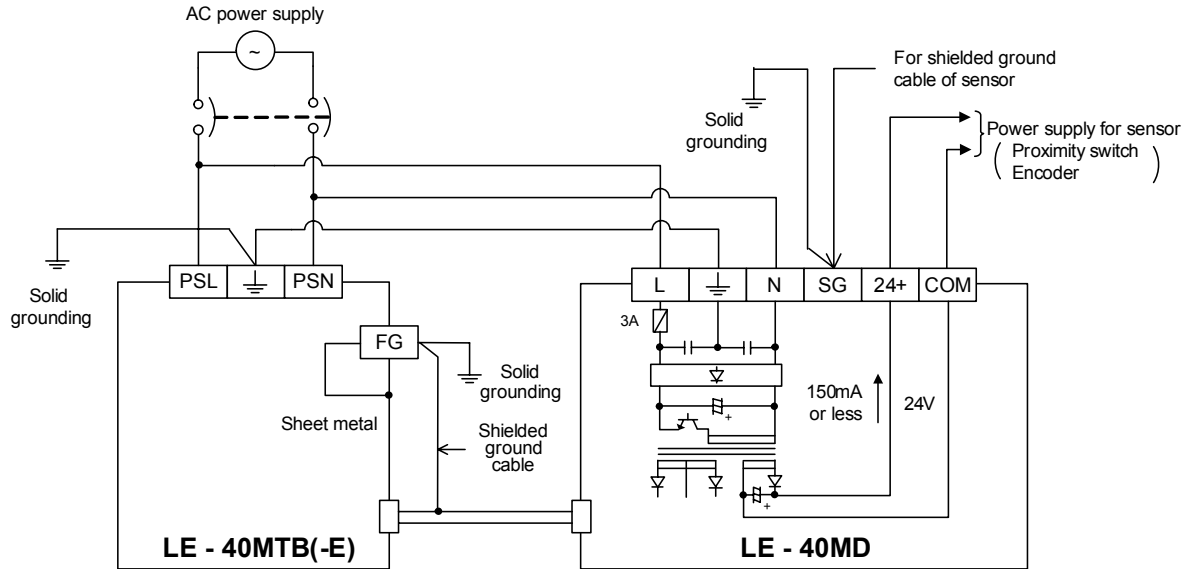 AC power supply
~
For shielded ground
cable of sensor
Solid
grounding
Power supply for sensor
( Proximity switch
Encoder )
Solid
grounding
PSL
PSN
L
N
SG
24+
COM
3A
FG
Solid
grounding
Sheet metal
Shielded
ground
cable
150mA
or less
24V
+
+
LE - 40MTB(-E)
LE - 40MD